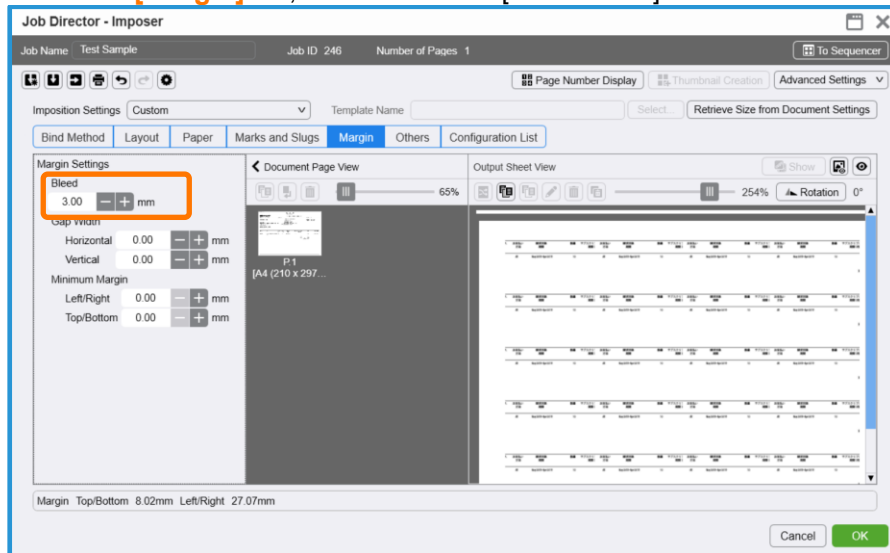 Job Director - Imposer
Job Name Test Sample Job ID 246 Number of Pages 1 To Sequencer
Page Number Display Thumbnail Creation Advanced Settings
Imposition Settings Custom Template Name Select... Retrieve Size from Document Settings
Bind Method Layout Paper Marks and Slugs Margin Others Configuration List
Margin Settings
Bleed
3.00 mm
Gap Width
Horizontal 0.00 mm
Vertical 0.00 mm
Minimum Margin
Left/Right 0.00 mm
Top/Bottom 0.00 mm
Document Page View
65%
P.1
[A4 (210 x 297...
Output Sheet View Show
254% Rotation 0°
Margin Top/Bottom 8.02mm Left/Right 27.07mm
Cancel OK